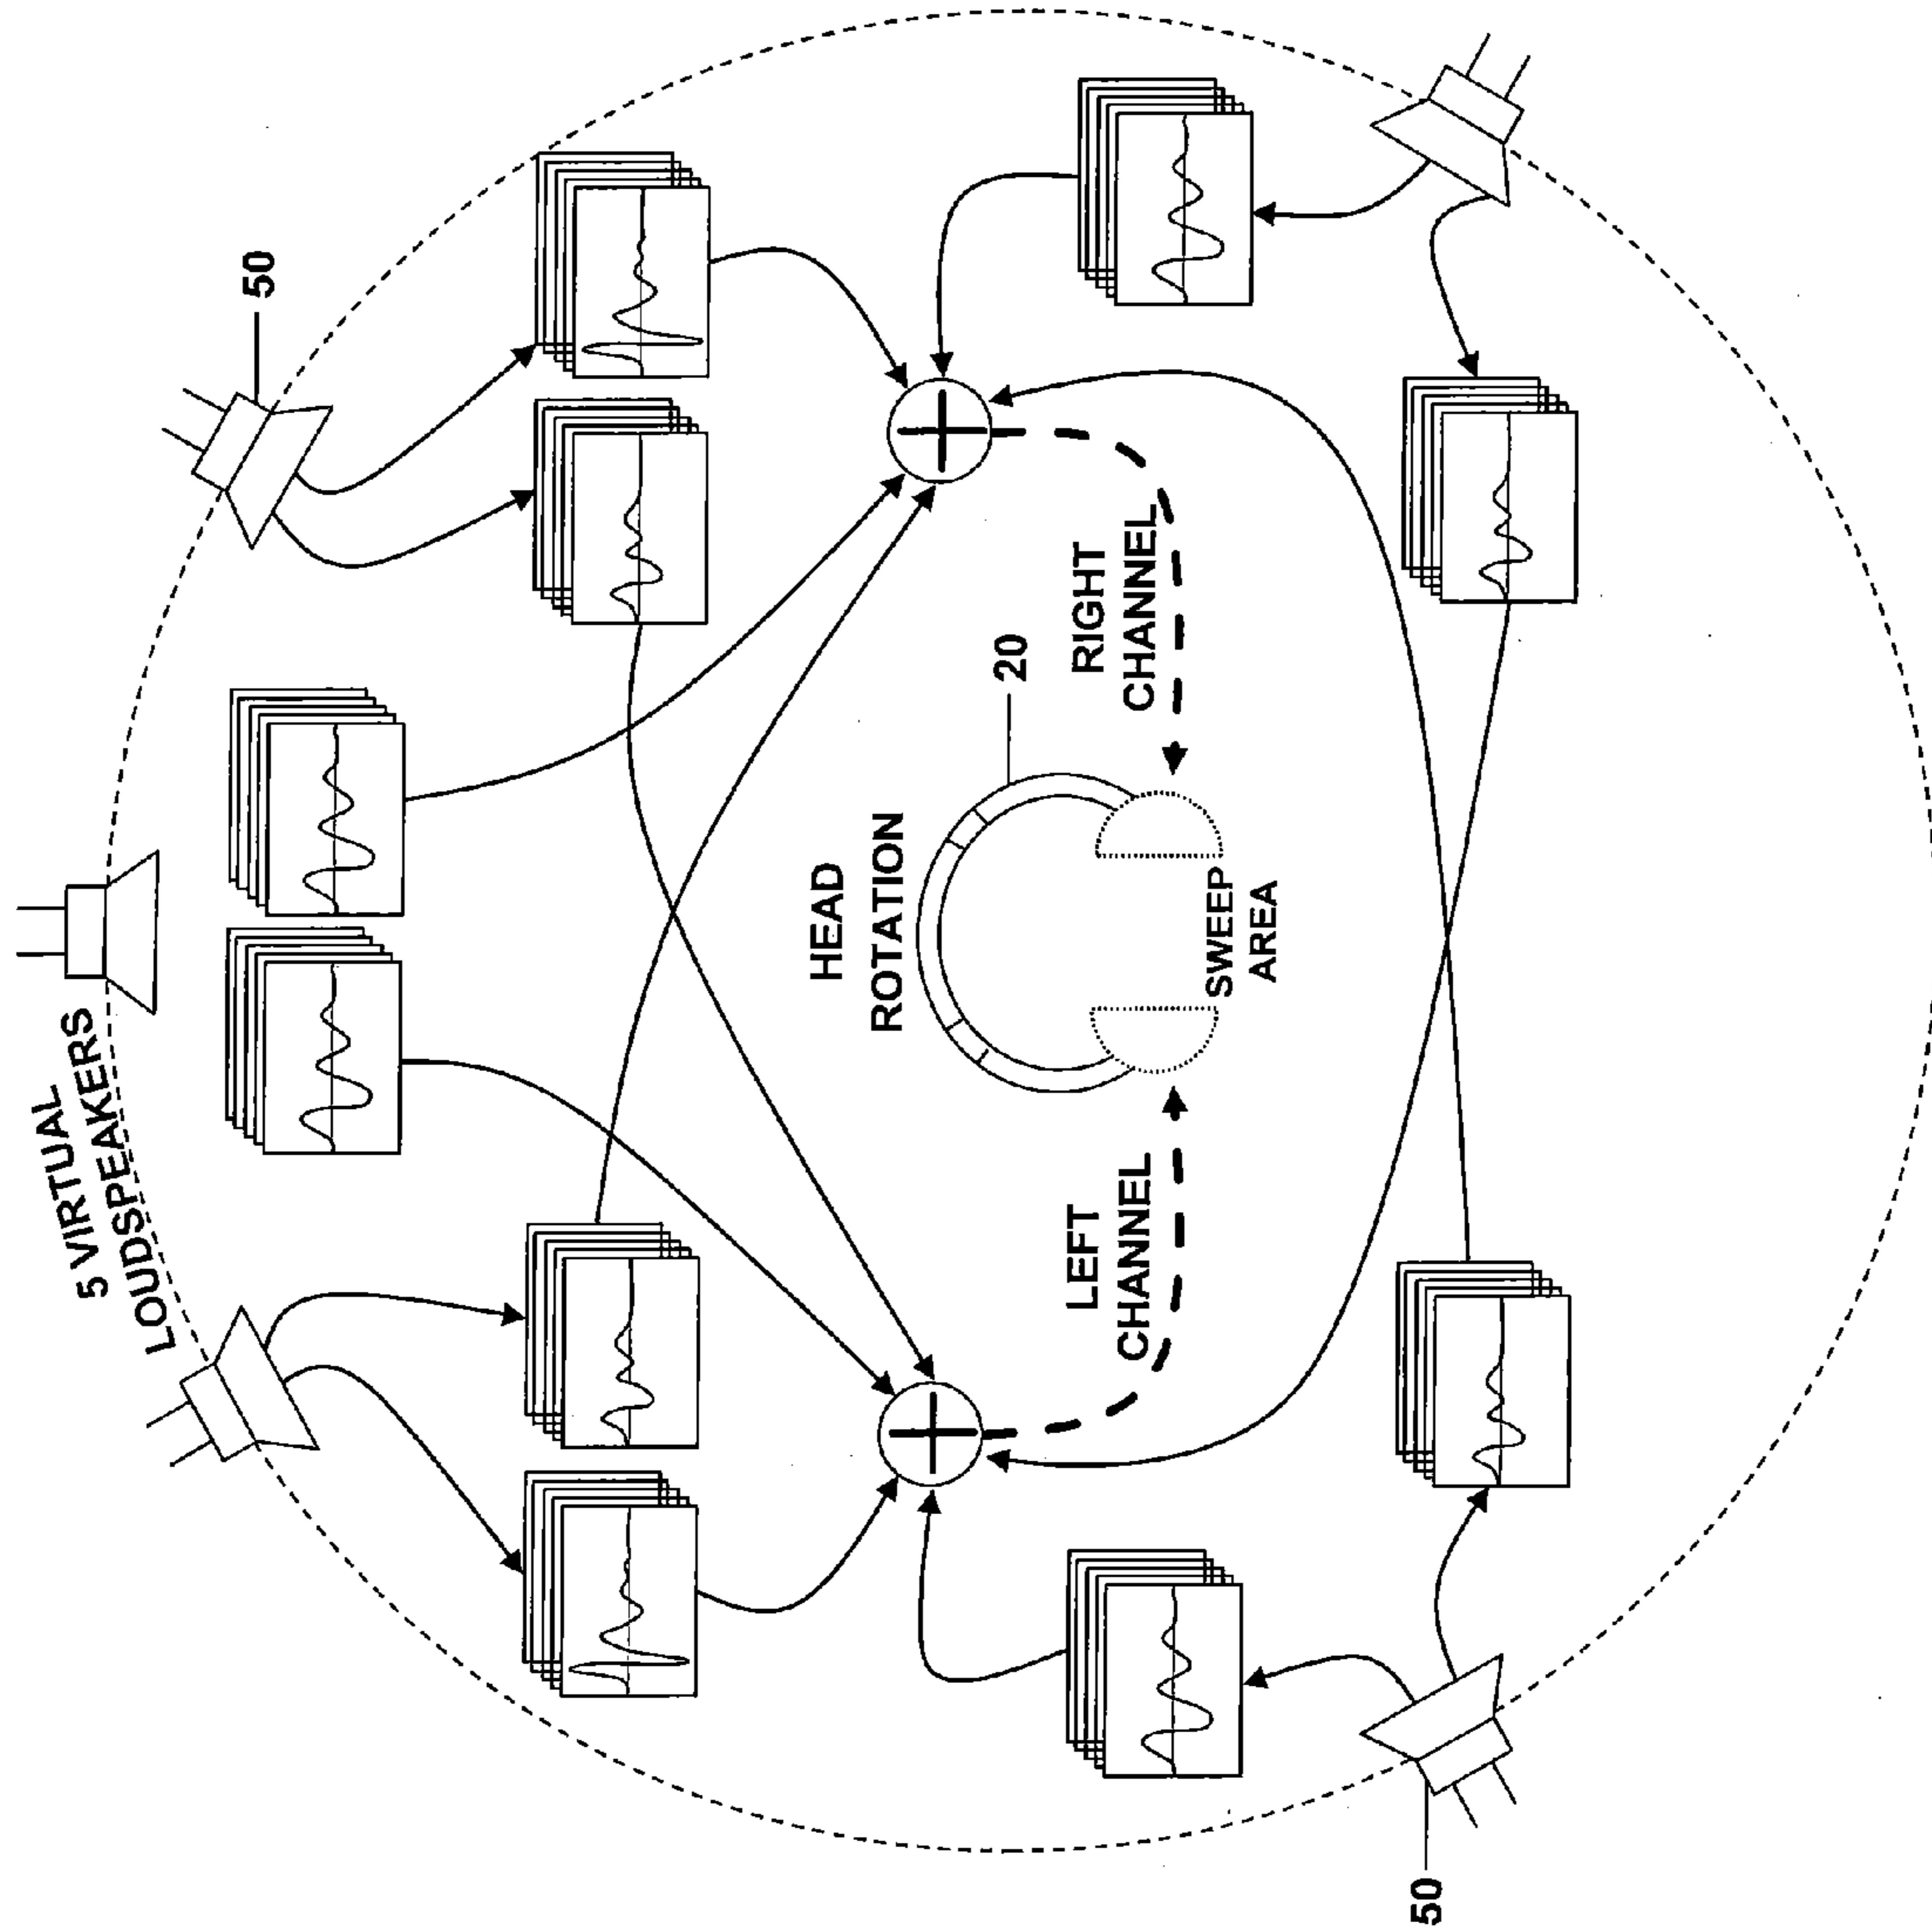 5 VIRTUAL
LOUDSPEAKERS
50
HEAD
ROTATION
20
RIGHT
CHANNEL
LEFT
CHANNEL
SWEEP
AREA
50